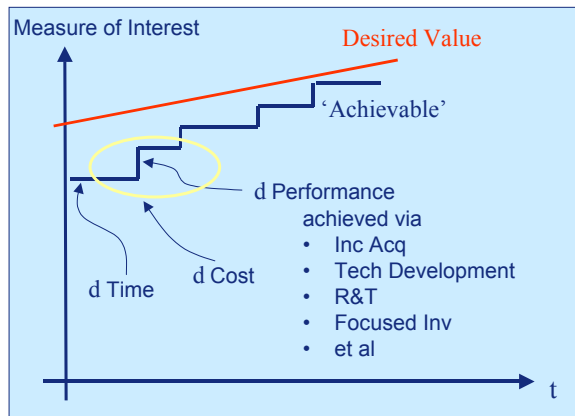 Measure of Interest
Desired Value
‘Achievable’
d Performance
achieved via
• Inc Acq
• Tech Development
• R&T
• Focused Inv
• et al
d Cost
d Time
t